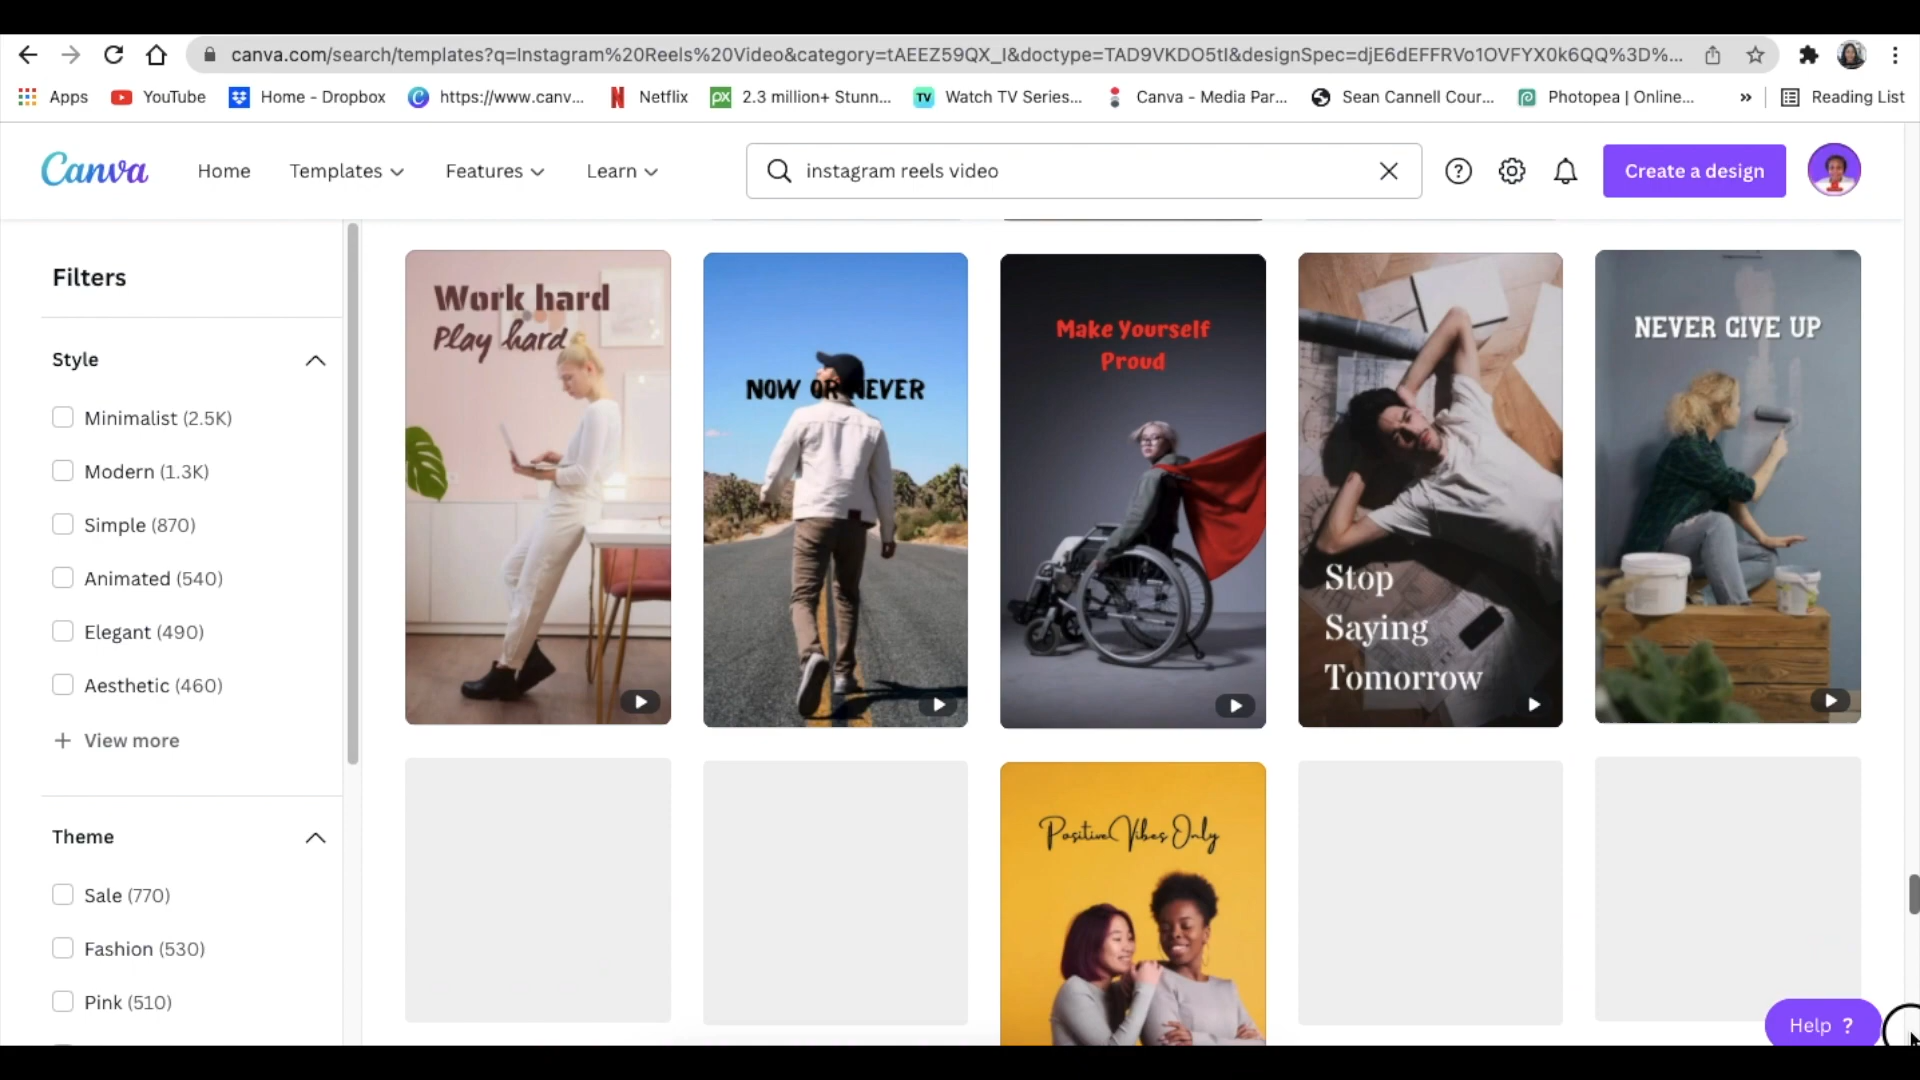 canva.com/search/templates?q=Instagram%20Reels%20Video&category=tAEEZ59QX_I&doctype=TAD9VKDO5tI&designSpec=djE6dEFFRVo1OVFYX0k6QQ%3D%...
Apps
YouTube
Home - Dropbox
https://www.canv...
Netflix
px
2.3 million+ Stunn...
TV
Watch TV Series...
Canva - Media Par...
Sean Cannell Cour...
Photopea | Online...
»
Reading List
Canva
Home
Templates
Features
Learn
instagram reels video
Create a design
Filters
Style
Minimalist (2.5K)
Modern (1.3K)
Simple (870)
Animated (540)
Elegant (490)
Aesthetic (460)
+ View more
Theme
Sale (770)
Fashion (530)
Pink (510)
Work hard
Play hard
NOW OR NEVER
Make Yourself
Proud
Stop
Saying
Tomorrow
NEVER GIVE UP
Positive Vibes Only
Help ?